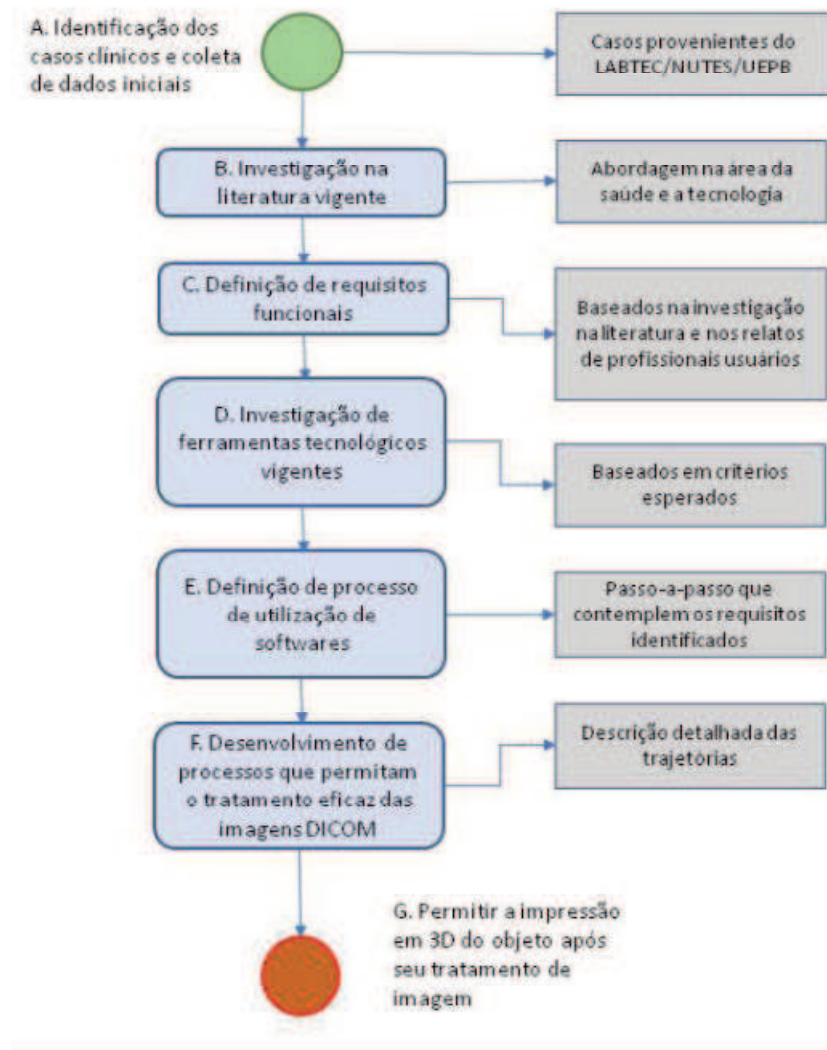 A. Identificação dos
casos clínicos e coleta
de dados iniciais
Casos provenientes do
LABTEC/NUTES/UEPB
B. Investigação na
literatura vigente
Abordagem na área da
saúde e a tecnologia
C. Definição de requisitos
funcionais
Baseados na investigação
na literatura e nos relatos
de profissionais usuários
D. Investigação de
ferramentas tecnológicos
vigentes
Baseados em critérios
esperados
E. Definição de processo
de utilização de
softwares
Passo-a-passo que
contemplem os requisitos
identificados
F. Desenvolvimento de
processos que permitam
o tratamento eficaz das
imagens DICOM
Descrição detalhada das
trajetórias
G. Permitir a impressão
em 3D do objeto após
seu tratamento de
imagem